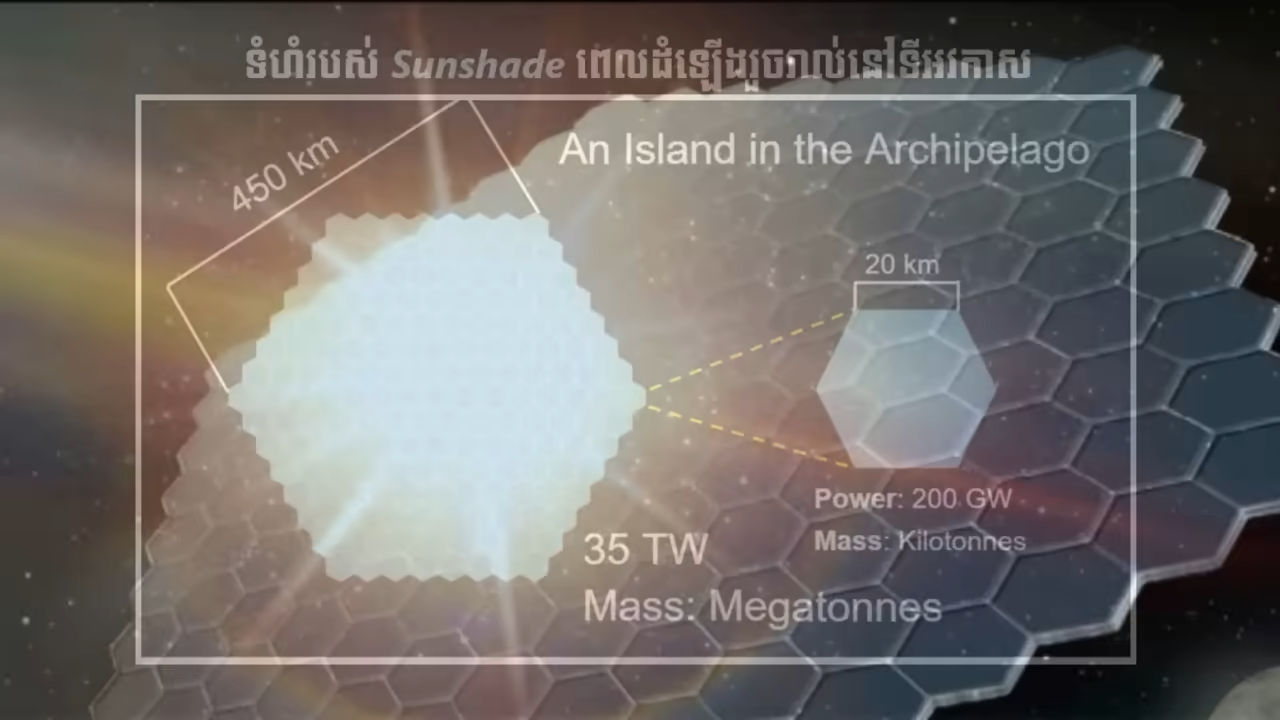 ទំហំរបស់ Sunshade ពេលដំឡើងរួចរាល់នៅទីអវកាស
An Island in the Archipelago
450 km
20 km
Power: 200 GW
Mass: Kilotonnes
35 TW
Mass: Megatonnes